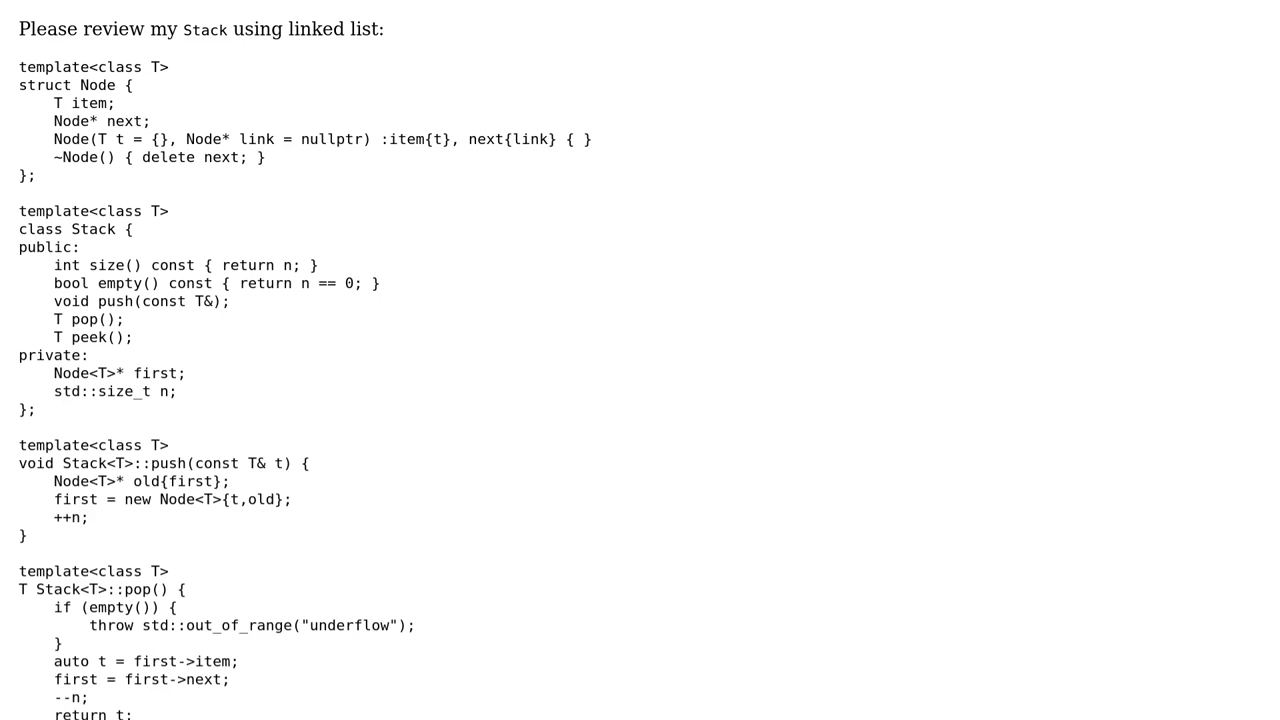 Please review my Stack using linked list:
template<class T>
struct Node {
    T item;
    Node* next;
    Node(T t = {}, Node* link = nullptr) :item{t}, next{link} { }
    ~Node() { delete next; }
};
template<class T>
class Stack {
public:
    int size() const { return n; }
    bool empty() const { return n == 0; }
    void push(const T&);
    T pop();
    T peek();
private:
    Node<T>* first;
    std::size_t n;
};
template<class T>
void Stack<T>::push(const T& t) {
    Node<T>* old{first};
    first = new Node<T>{t,old};
    ++n;
}
template<class T>
T Stack<T>::pop() {
    if (empty()) {
        throw std::out_of_range("underflow");
    }
    auto t = first->item;
    first = first->next;
    --n;
    return t;